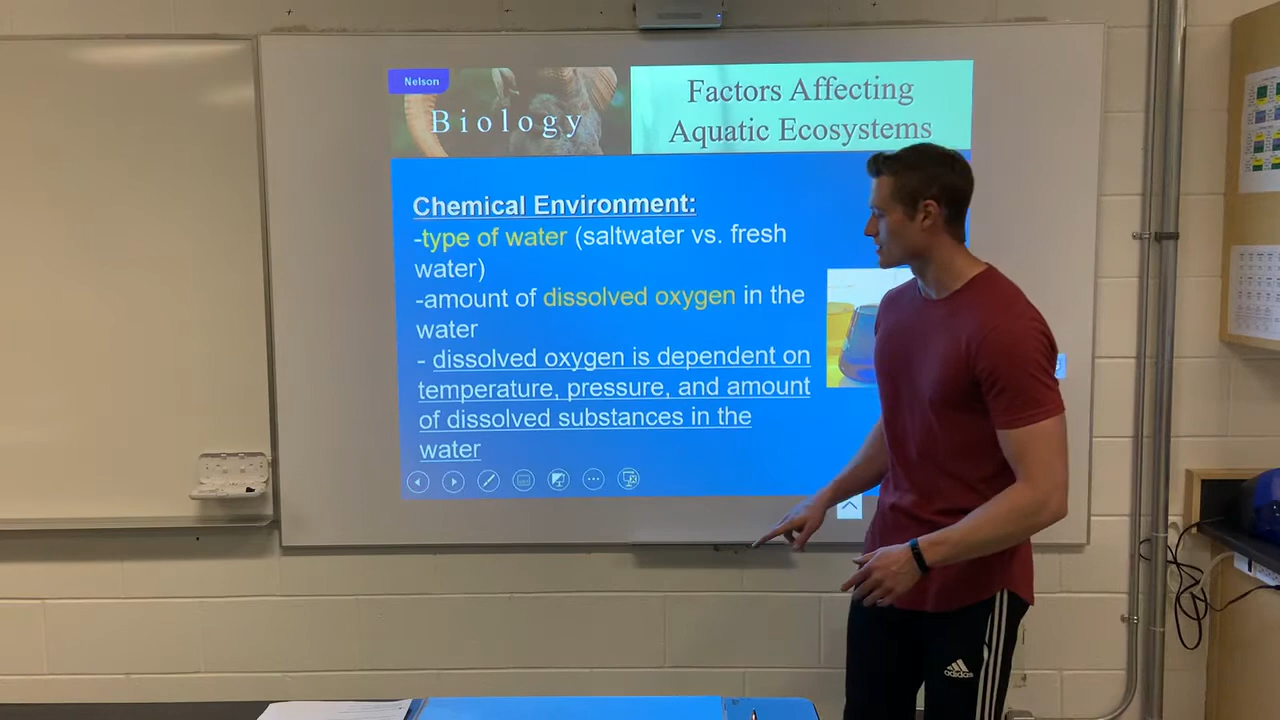 Nelson
Biology
Factors Affecting
Aquatic Ecosystems
Chemical Environment:
-type of water (saltwater vs. fresh
water)
-amount of dissolved oxygen in the
water
- dissolved oxygen is dependent on
temperature, pressure, and amount
of dissolved substances in the
water
adidas